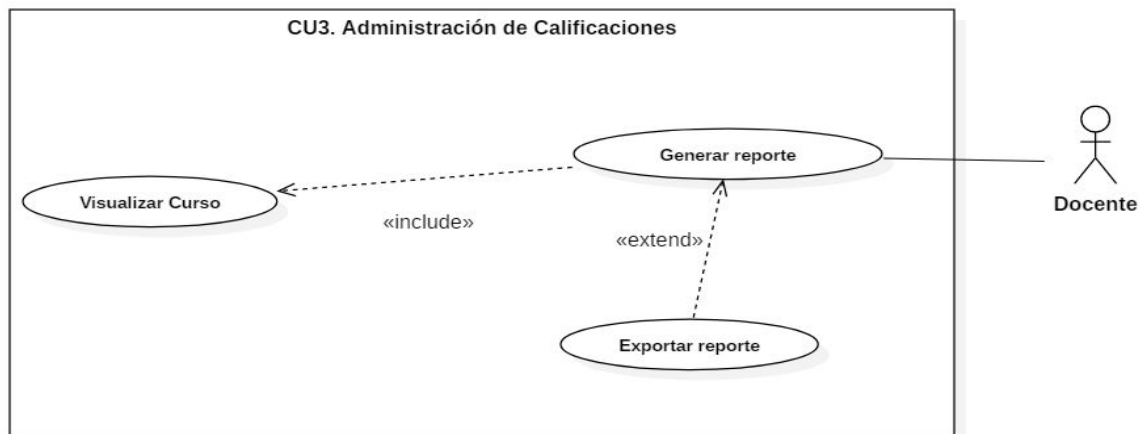 CU3. Administración de Calificaciones
Generar reporte
Visualizar Curso
Docente
«include»
«extend»
Exportar reporte